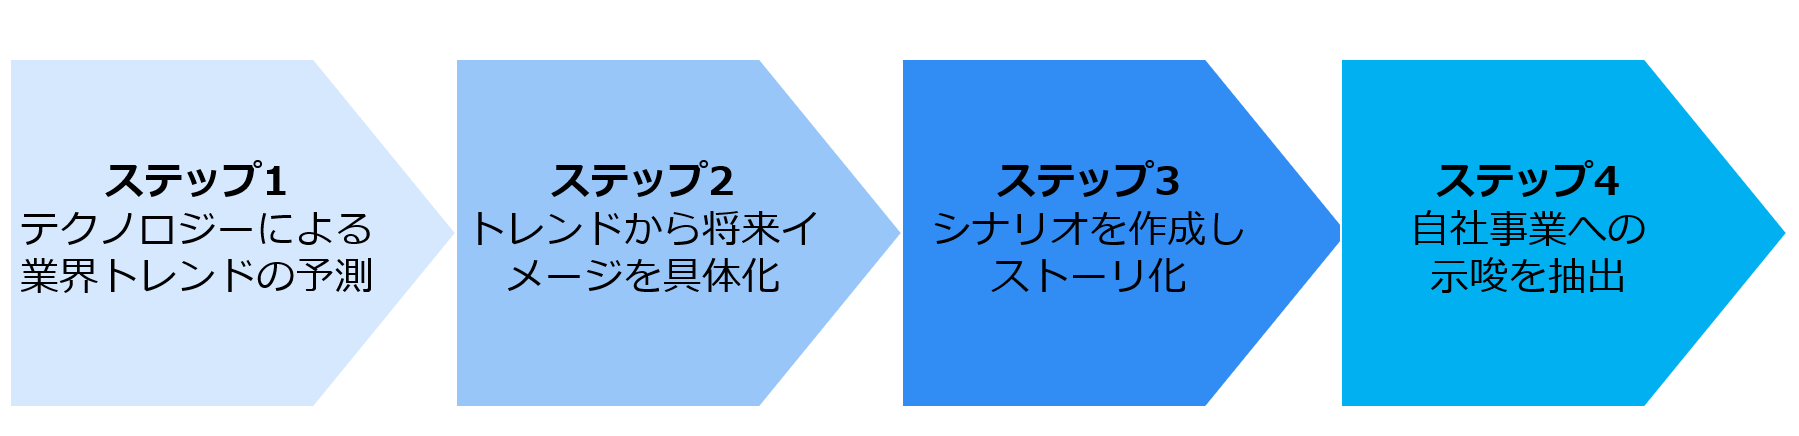 ステップ1
テクノロジーによる
業界トレンドの予測
ステップ2
トレンドから将来イ
メージを具体化
ステップ3
シナリオを作成し
ストーリ化
ステップ4
自社事業への
示唆を抽出